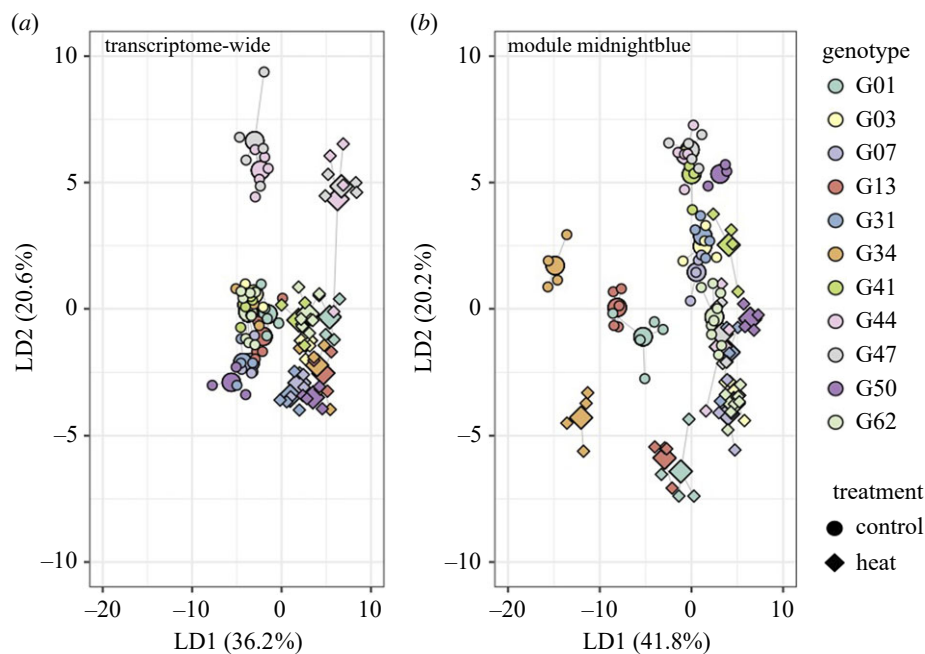 (a)
transcriptome-wide
10
5
0
−5
−10
LD2 (20.6%)
−20
−10
0
10
LD1 (36.2%)
(b)
module midnightblue
10
5
0
−5
−10
LD2 (20.2%)
−20
−10
0
10
LD1 (41.8%)
genotype
G01
G03
G07
G13
G31
G34
G41
G44
G47
G50
G62
treatment
control
heat